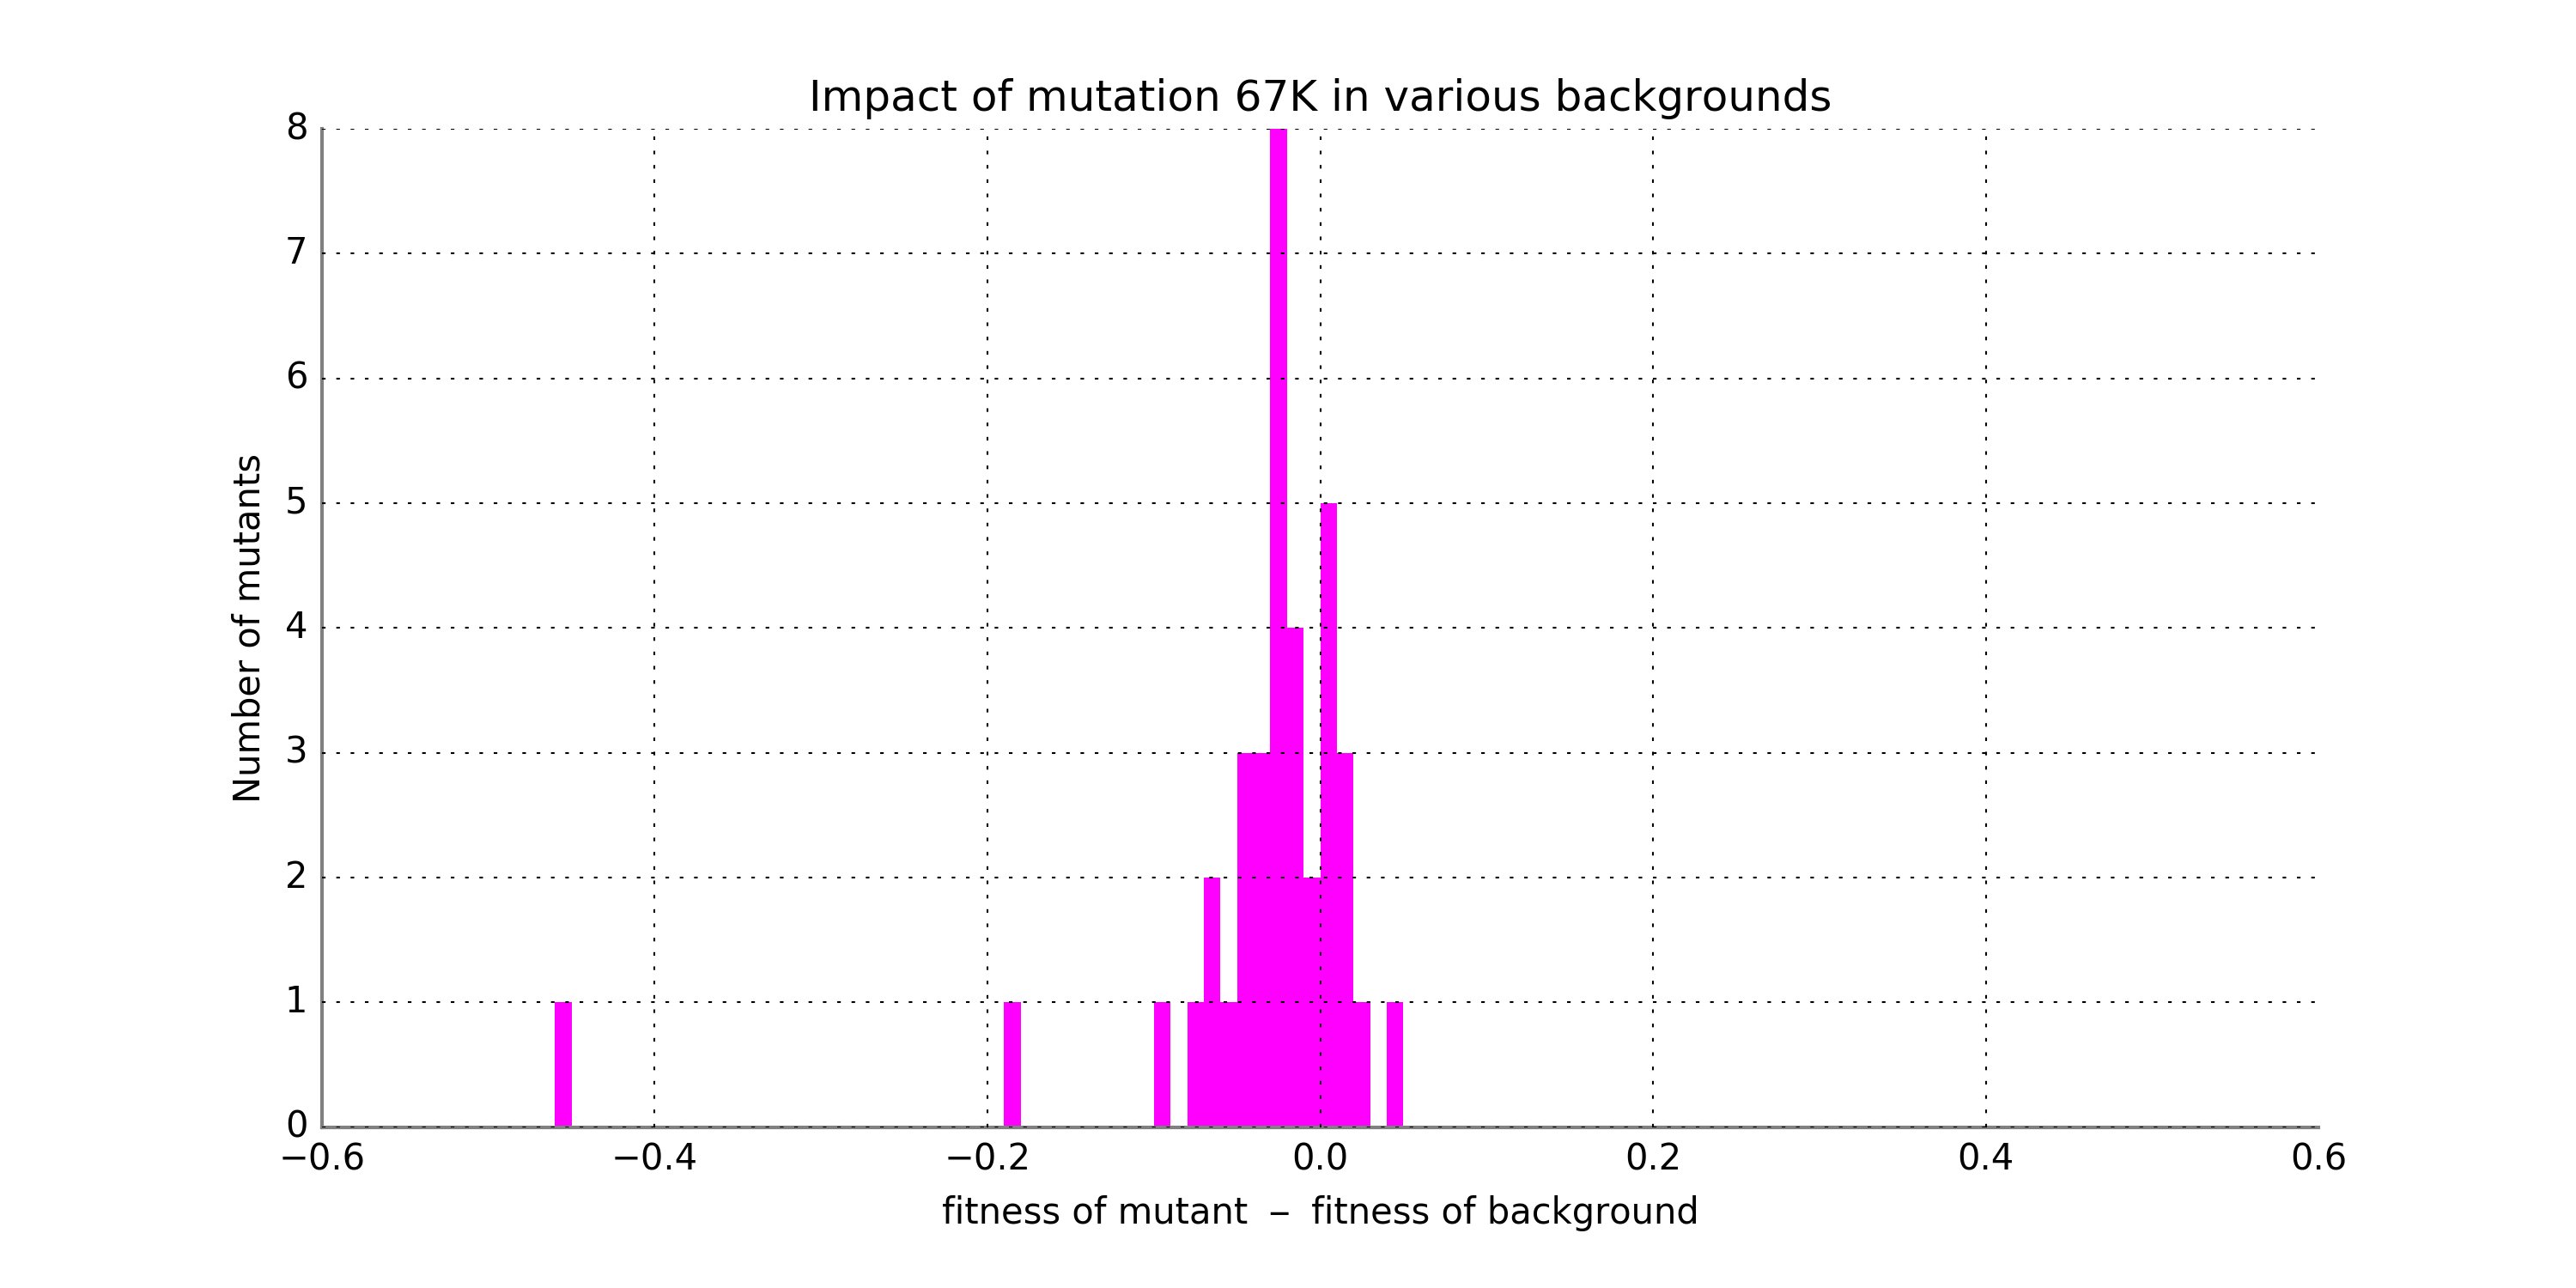 Impact of mutation 67K in various backgrounds
8
7
6
5
4
3
2
1
0
Number of mutants
−0.6 −0.4 −0.2 0.0 0.2 0.4 0.6
fitness of mutant − fitness of background